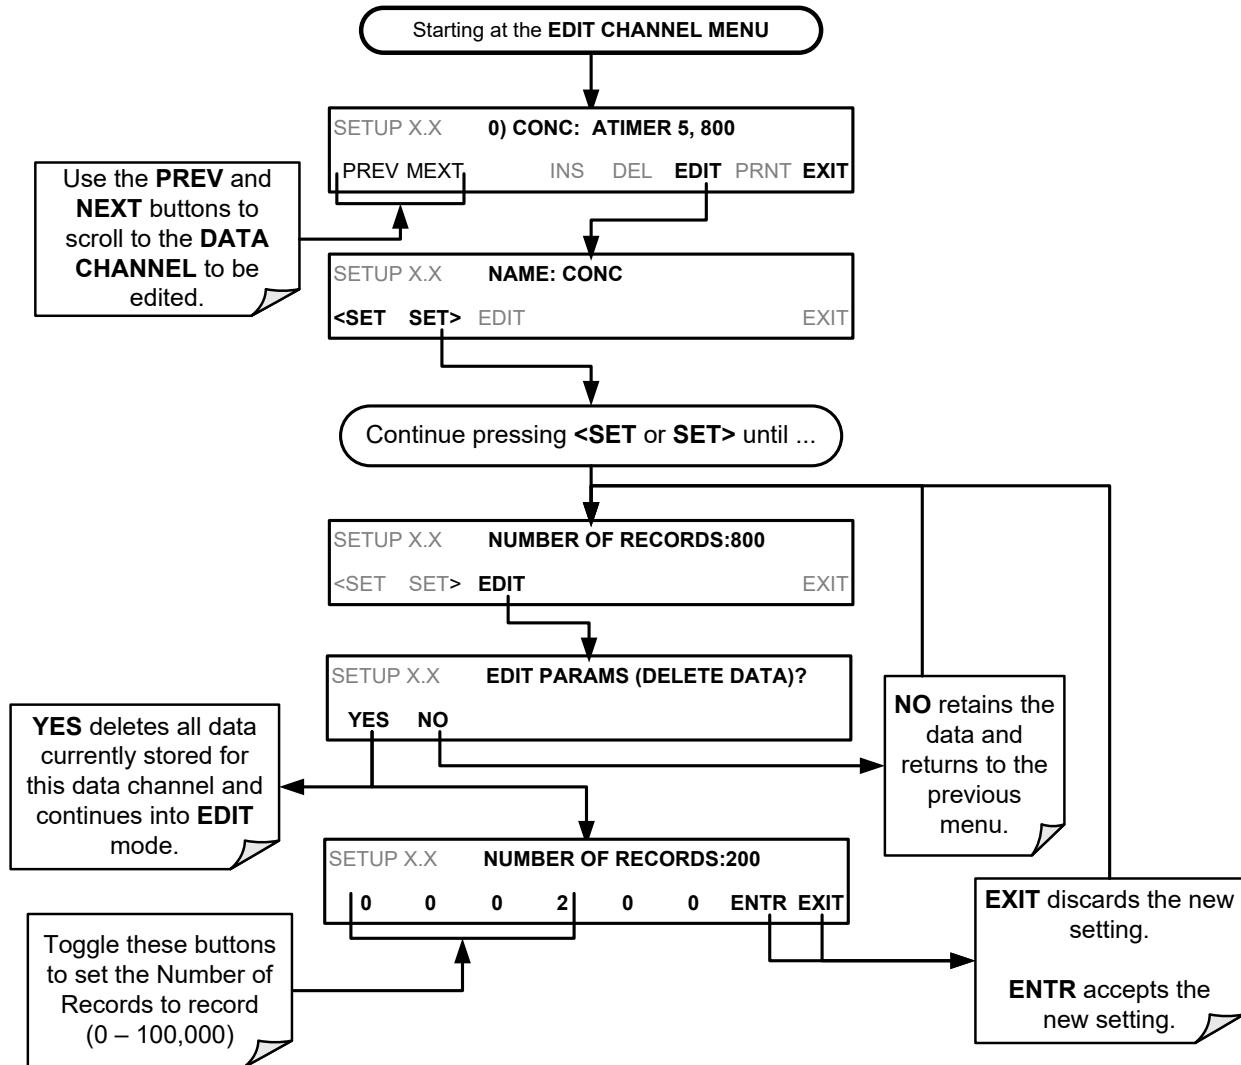 Starting at the EDIT CHANNEL MENU
SETUP X.X 0) CONC: ATIMER 5, 800
PREV MEXT INS DEL EDIT PRNT EXIT
Use the PREV and
NEXT buttons to
scroll to the DATA
CHANNEL to be
edited.
SETUP X.X NAME: CONC
<SET SET> EDIT EXIT
Continue pressing <SET or SET> until ...
SETUP X.X NUMBER OF RECORDS:800
<SET SET> EDIT EXIT
SETUP X.X EDIT PARAMS (DELETE DATA)?
YES NO
YES deletes all data
currently stored for
this data channel and
continues into EDIT
mode.
NO retains the
data and
returns to the
previous
menu.
SETUP X.X NUMBER OF RECORDS:200
0 0 0 2 0 0 ENTR EXIT
Toggle these buttons
to set the Number of
Records to record
(0 – 100,000)
EXIT discards the new
setting.
ENTR accepts the
new setting.